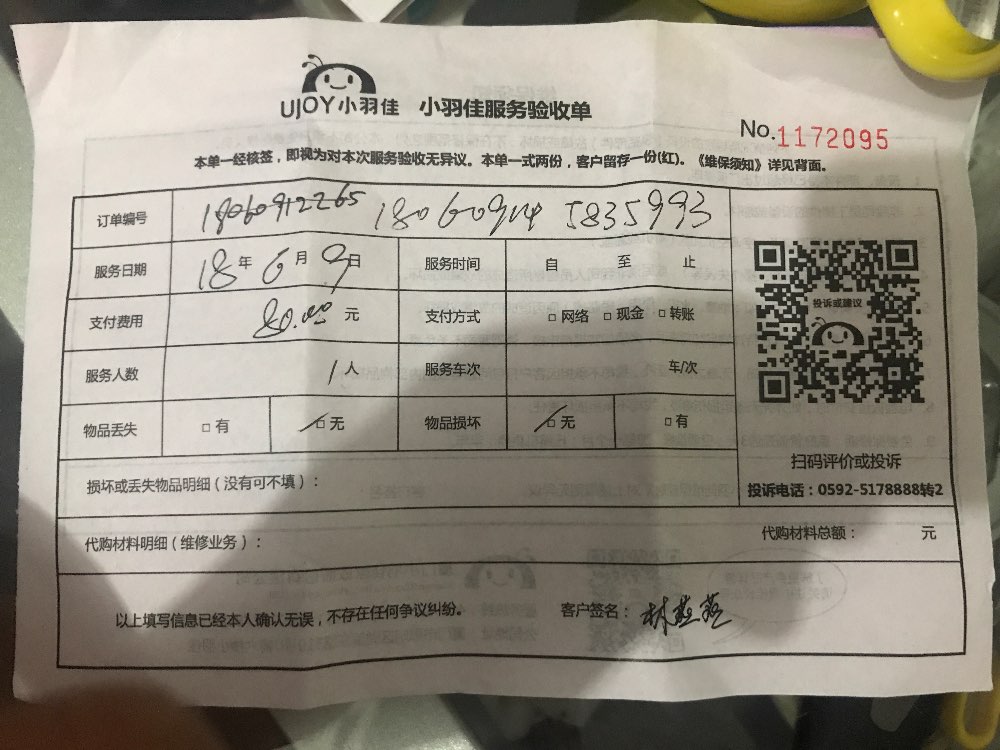 UJOY小羽佳 小羽佳服务验收单
No.1172095
本单一经核签，即视为对本次服务验收无异议。本单一式两份，客户留存一份(红)。《维保须知》详见背面。
订单编号 18060912265 18060914 5835993
服务日期 18年6月9日 服务时间 自 至 止
支付费用 80.00元 支付方式 □网络 □现金 □转账
服务人数 1人 服务车次 车/次
物品丢失 □有 □无 物品损坏 □无 □有
投诉或建议
扫码评价或投诉
投诉电话：0592-5178888转2
损坏或丢失物品明细（没有可不填）：
代购材料明细（维修业务）： 代购材料总额： 元
以上填写信息已经本人确认无误，不存在任何争议纠纷。 客户签名：林